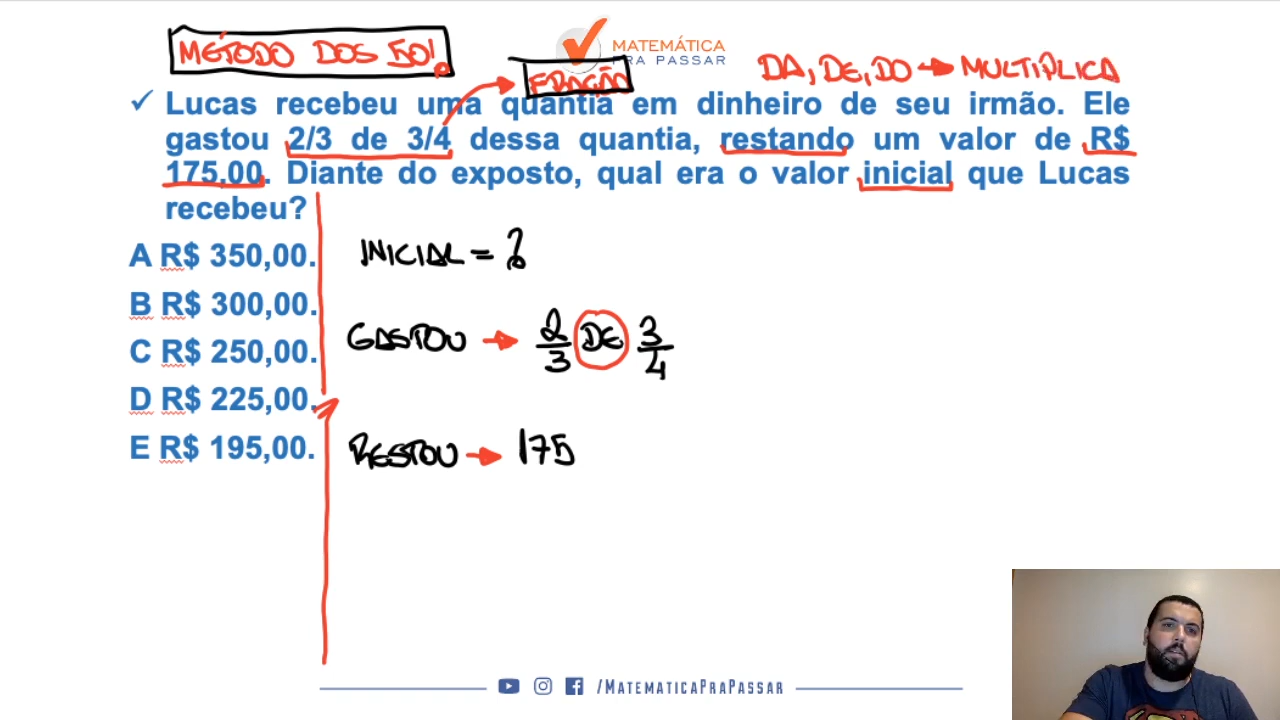 MÉTODO DOS 50!
MATEMÁTICA
PRA PASSAR
FRAÇÃO
DA, DE, DO → MULTIPLICA
✓ Lucas recebeu uma quantia em dinheiro de seu irmão. Ele
gastou 2/3 de 3/4 dessa quantia, restando um valor de R$
175,00. Diante do exposto, qual era o valor inicial que Lucas
recebeu?
A R$ 350,00.
B R$ 300,00.
C R$ 250,00.
D R$ 225,00.
E R$ 195,00.
INICIAL = ?
GASTOU → 2/3 DE 3/4
RESTOU → 175
/MATEMATICAPRAPASSAR